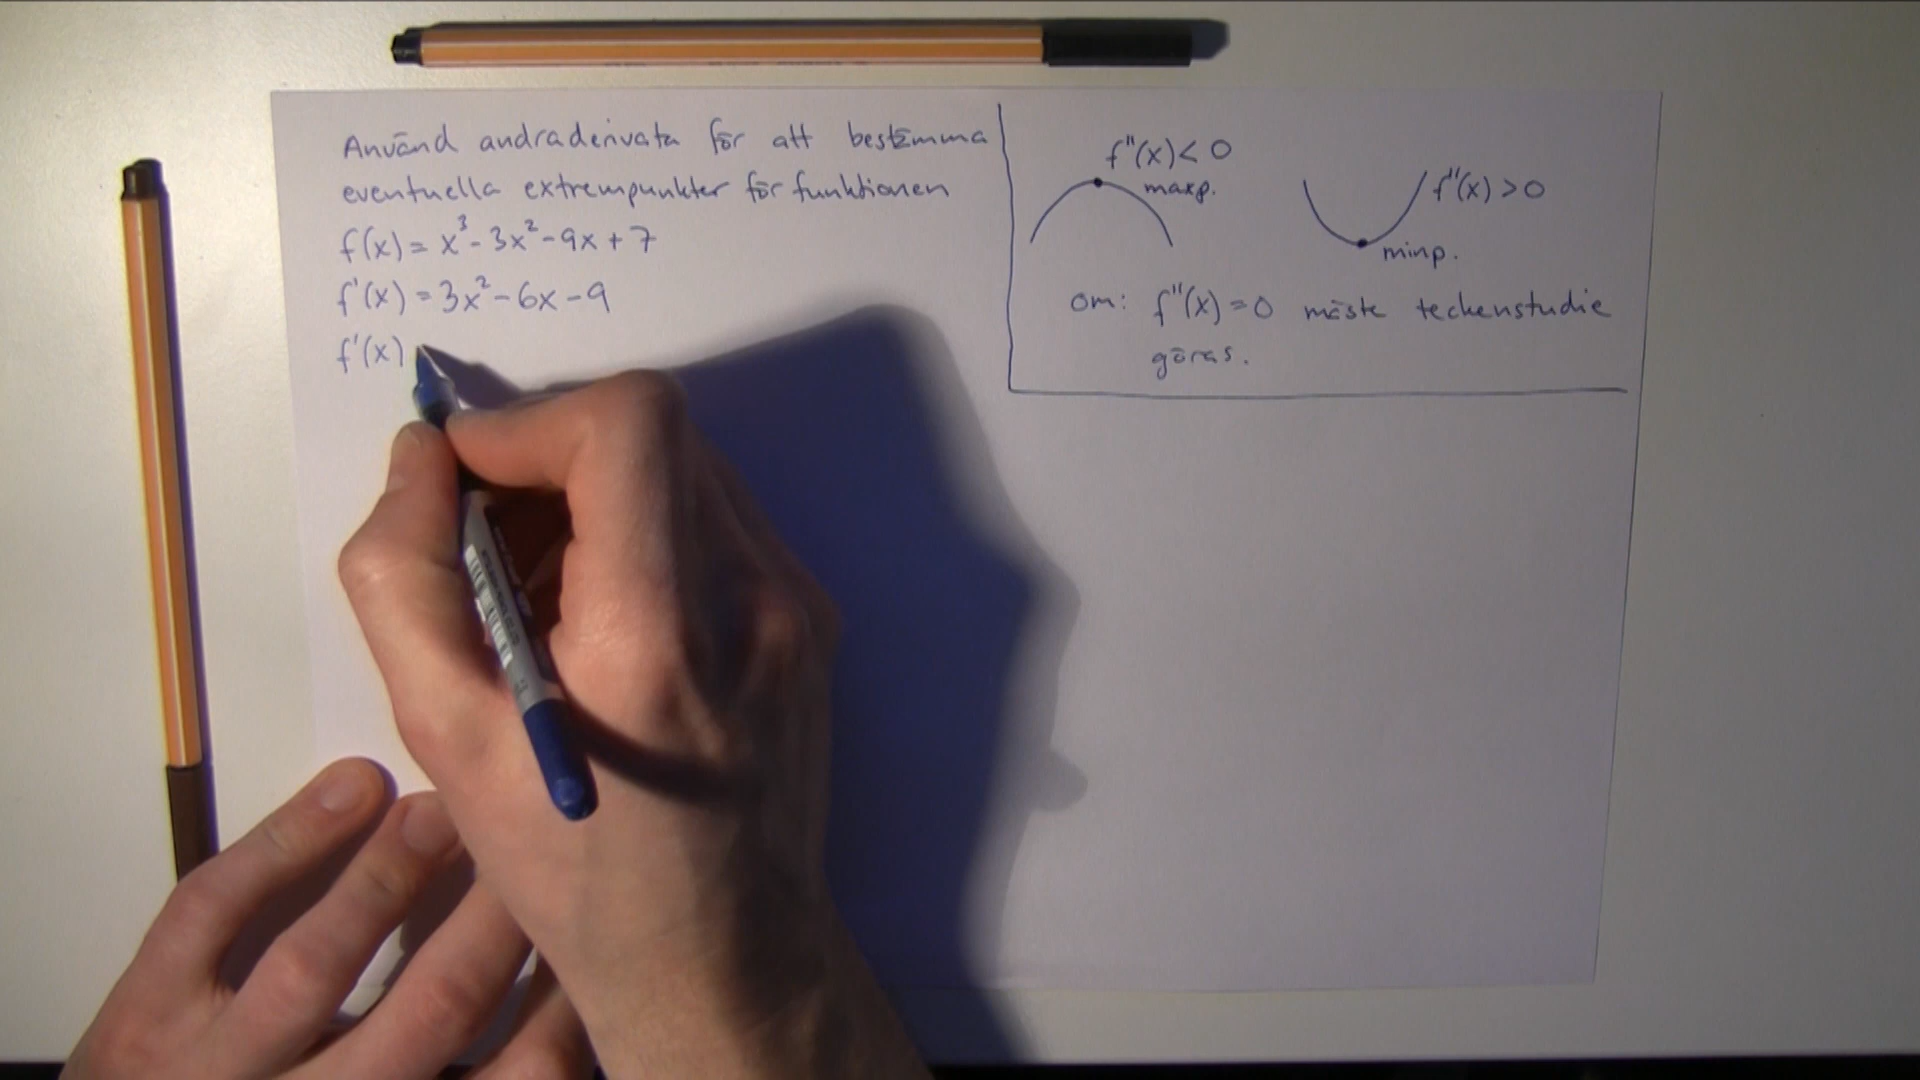 Använd andraderivata för att bestämma
eventuella extrempunkter för funktionen
f(x) = x³ - 3x² - 9x + 7
f'(x) = 3x² - 6x - 9
f'(x)
f''(x) < 0
maxp.
f''(x) > 0
minp.
om: f''(x) = 0 måste teckenstudie
göras.